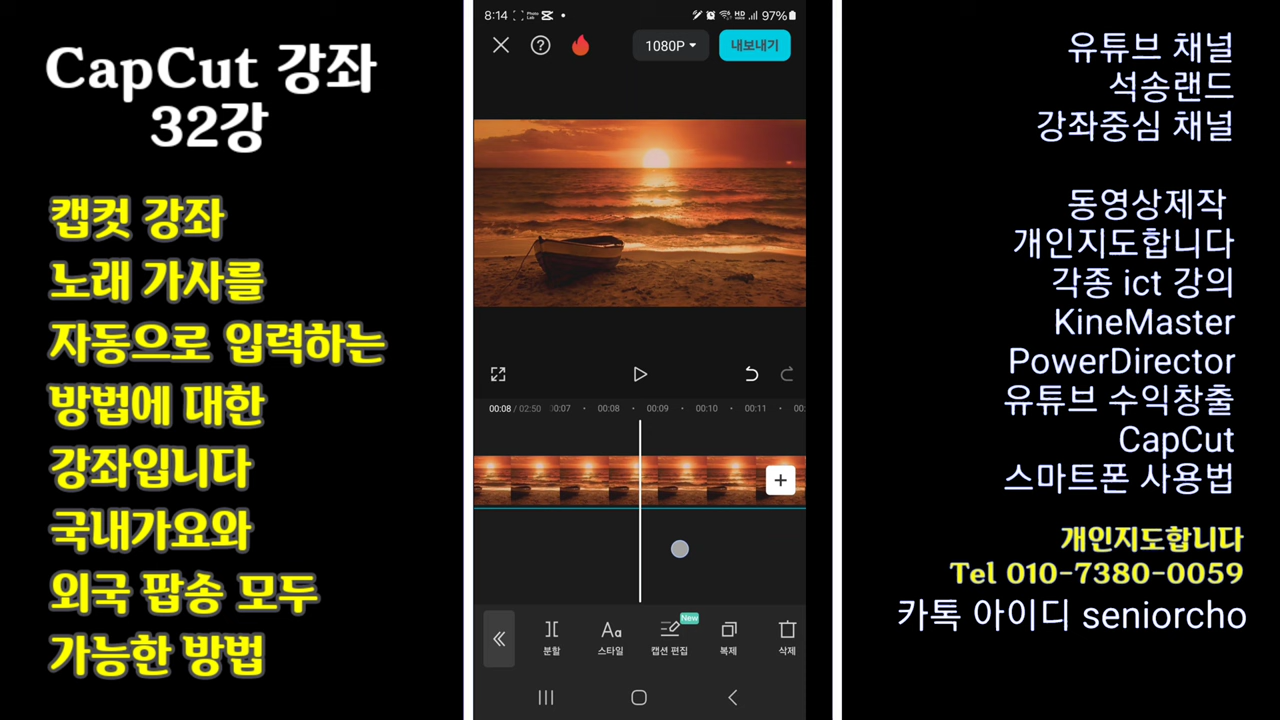 CapCut 강좌
32강
캡컷 강좌
노래 가사를
자동으로 입력하는
방법에 대한
강좌입니다
국내가요와
외국 팝송 모두
가능한 방법
8:14
97%
1080P
내보내기
00:08 / 02:50
00:07
00:08
00:09
00:10
00:11
00:
New
분할
스타일
캡션 편집
복제
삭제
유튜브 채널
석송랜드
강좌중심 채널
동영상제작
개인지도합니다
각종 ict 강의
KineMaster
PowerDirector
유튜브 수익창출
CapCut
스마트폰 사용법
개인지도합니다
Tel 010-7380-0059
카톡 아이디 seniorcho